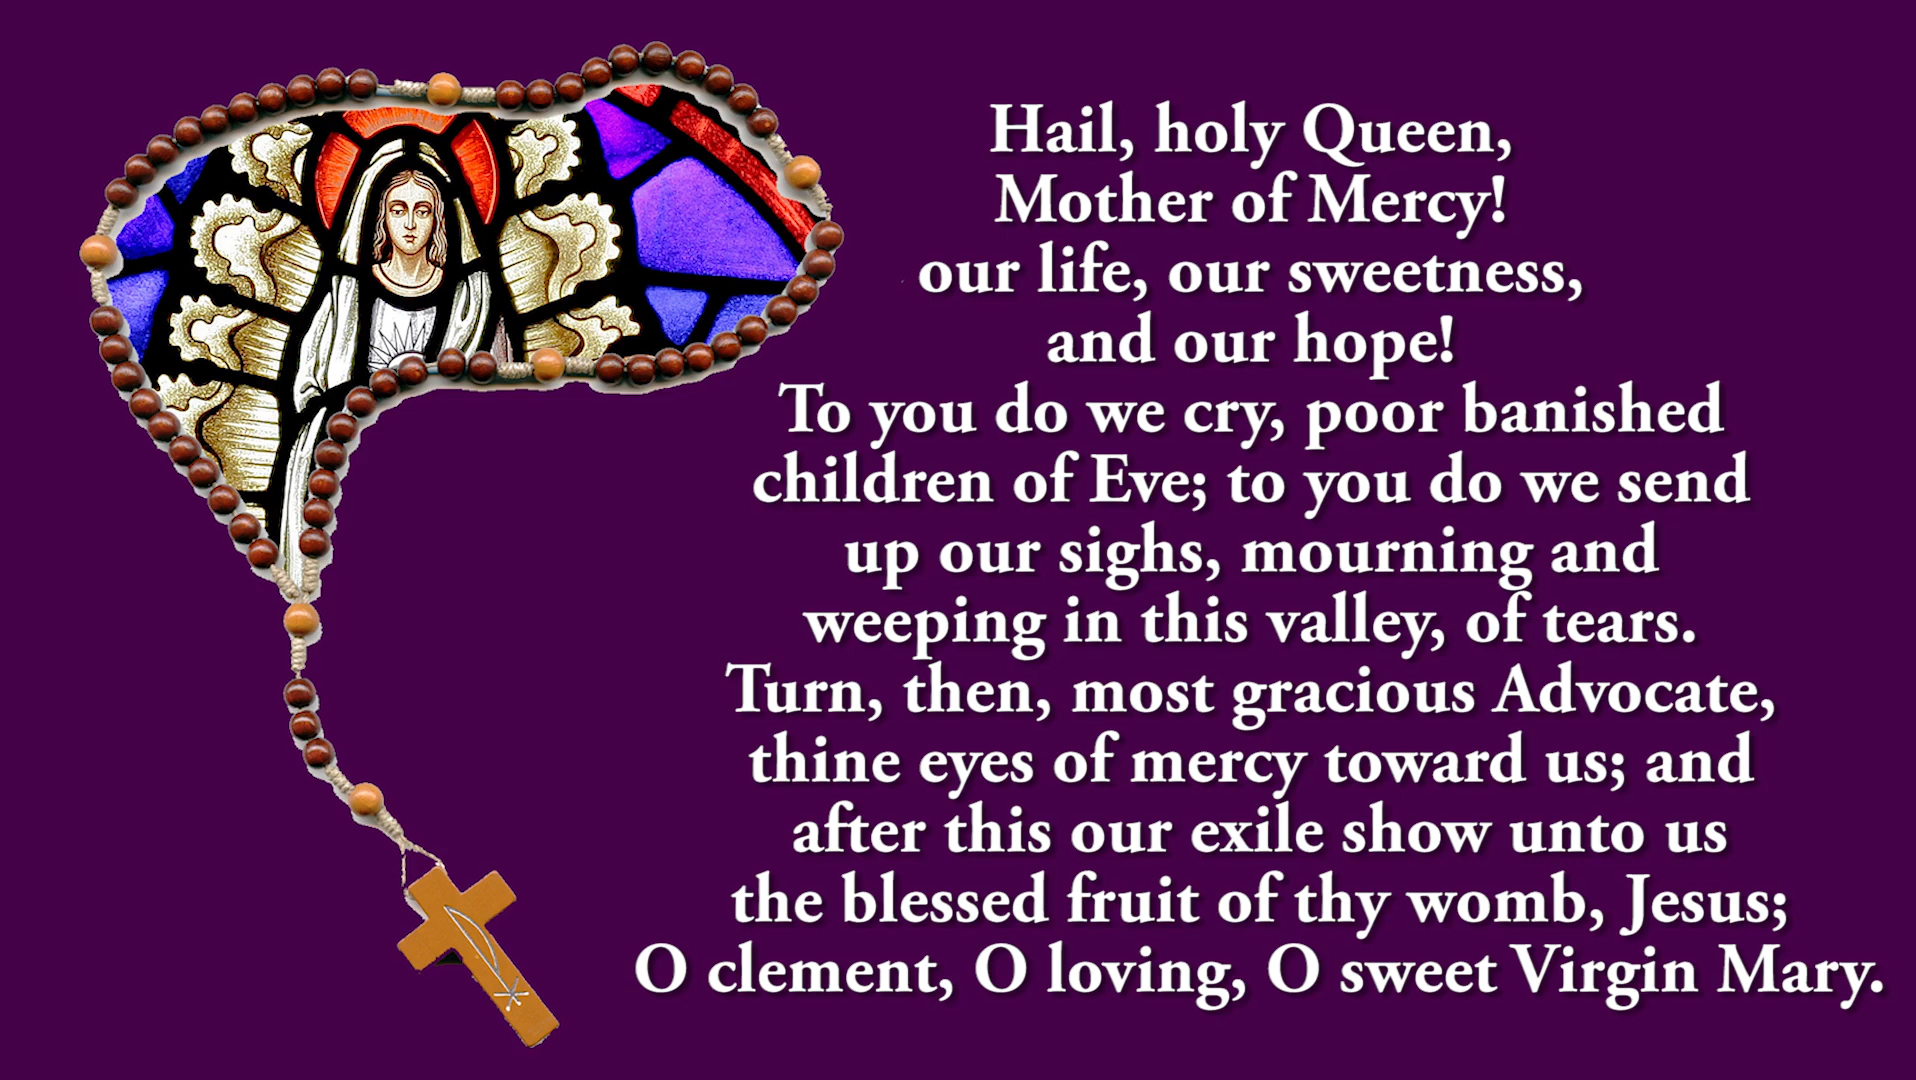 Hail, holy Queen,
Mother of Mercy!
our life, our sweetness,
and our hope!
To you do we cry, poor banished
children of Eve; to you do we send
up our sighs, mourning and
weeping in this valley, of tears.
Turn, then, most gracious Advocate,
thine eyes of mercy toward us; and
after this our exile show unto us
the blessed fruit of thy womb, Jesus;
O clement, O loving, O sweet Virgin Mary.